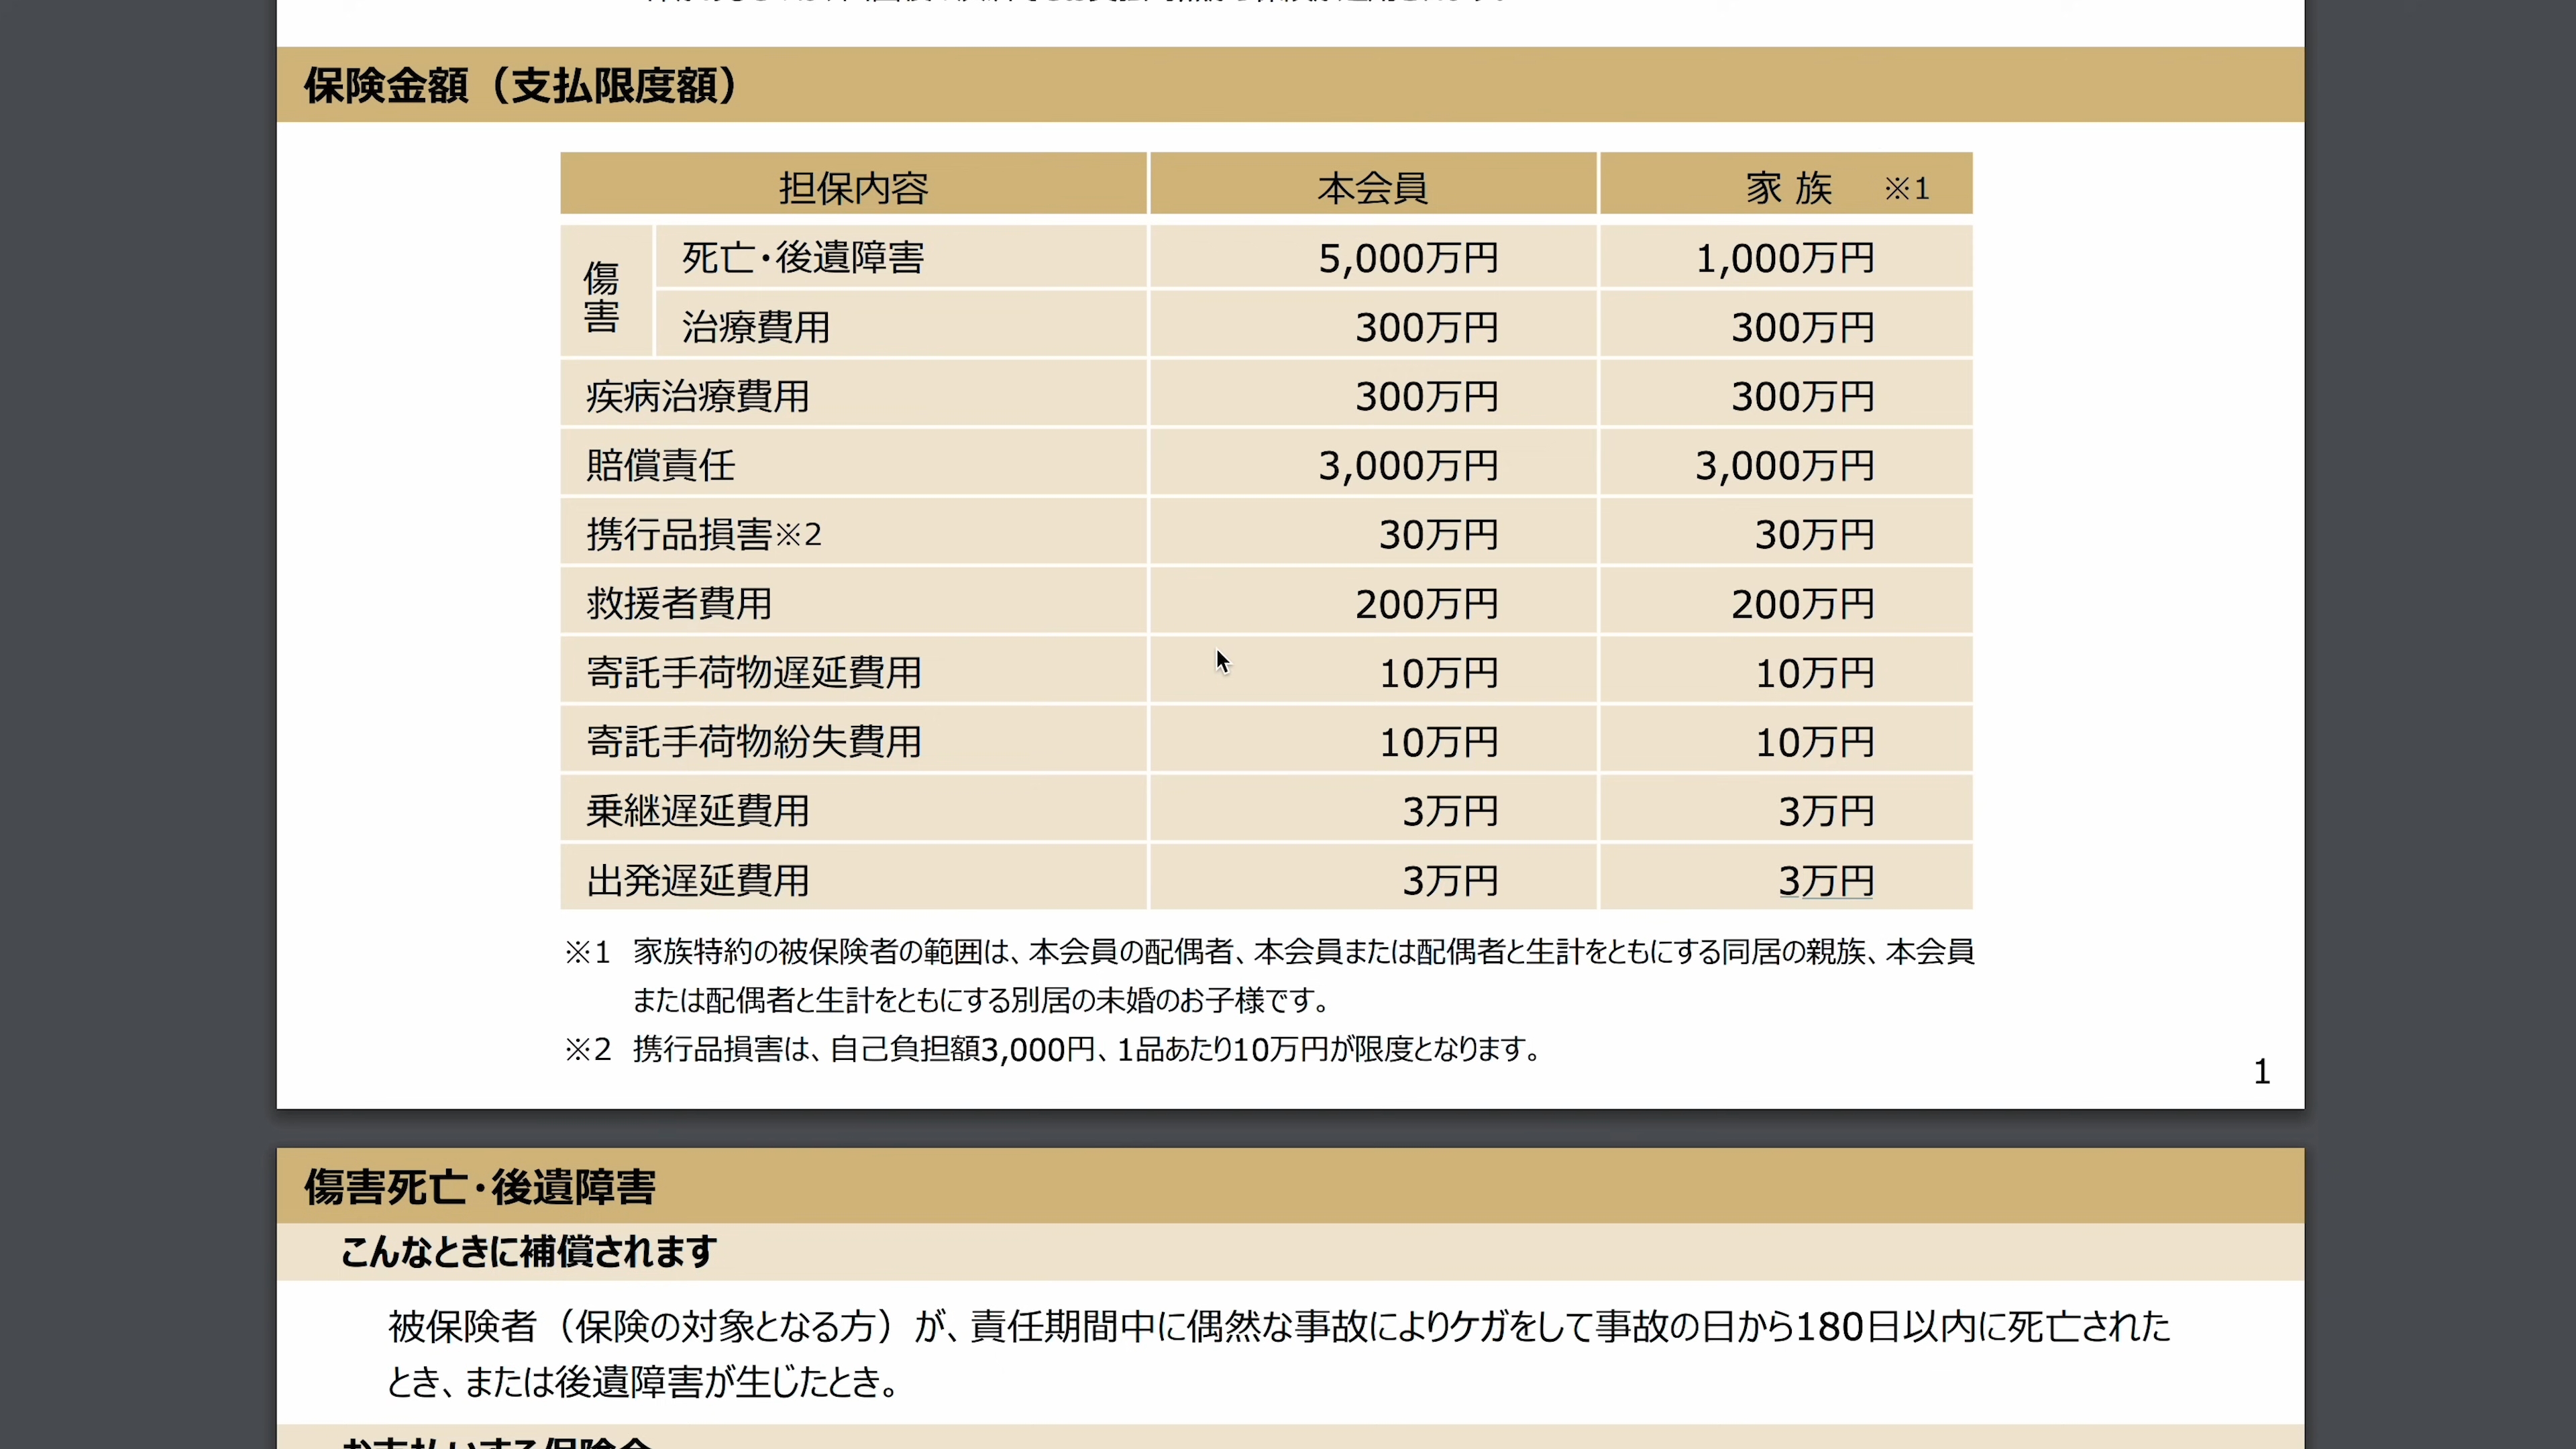 保険金額（支払限度額）
担保内容 本会員 家 族 ※1
傷害 死亡・後遺障害 5,000万円 1,000万円
治療費用 300万円 300万円
疾病治療費用 300万円 300万円
賠償責任 3,000万円 3,000万円
携行品損害※2 30万円 30万円
救援者費用 200万円 200万円
寄託手荷物遅延費用 10万円 10万円
寄託手荷物紛失費用 10万円 10万円
乗継遅延費用 3万円 3万円
出発遅延費用 3万円 3万円
※1 家族特約の被保険者の範囲は、本会員の配偶者、本会員または配偶者と生計をともにする同居の親族、本会員
または配偶者と生計をともにする別居の未婚のお子様です。
※2 携行品損害は、自己負担額3,000円、1品あたり10万円が限度となります。
1
傷害死亡・後遺障害
こんなときに補償されます
被保険者（保険の対象となる方）が、責任期間中に偶然な事故によりケガをして事故の日から180日以内に死亡された
とき、または後遺障害が生じたとき。
お支払いする保険金